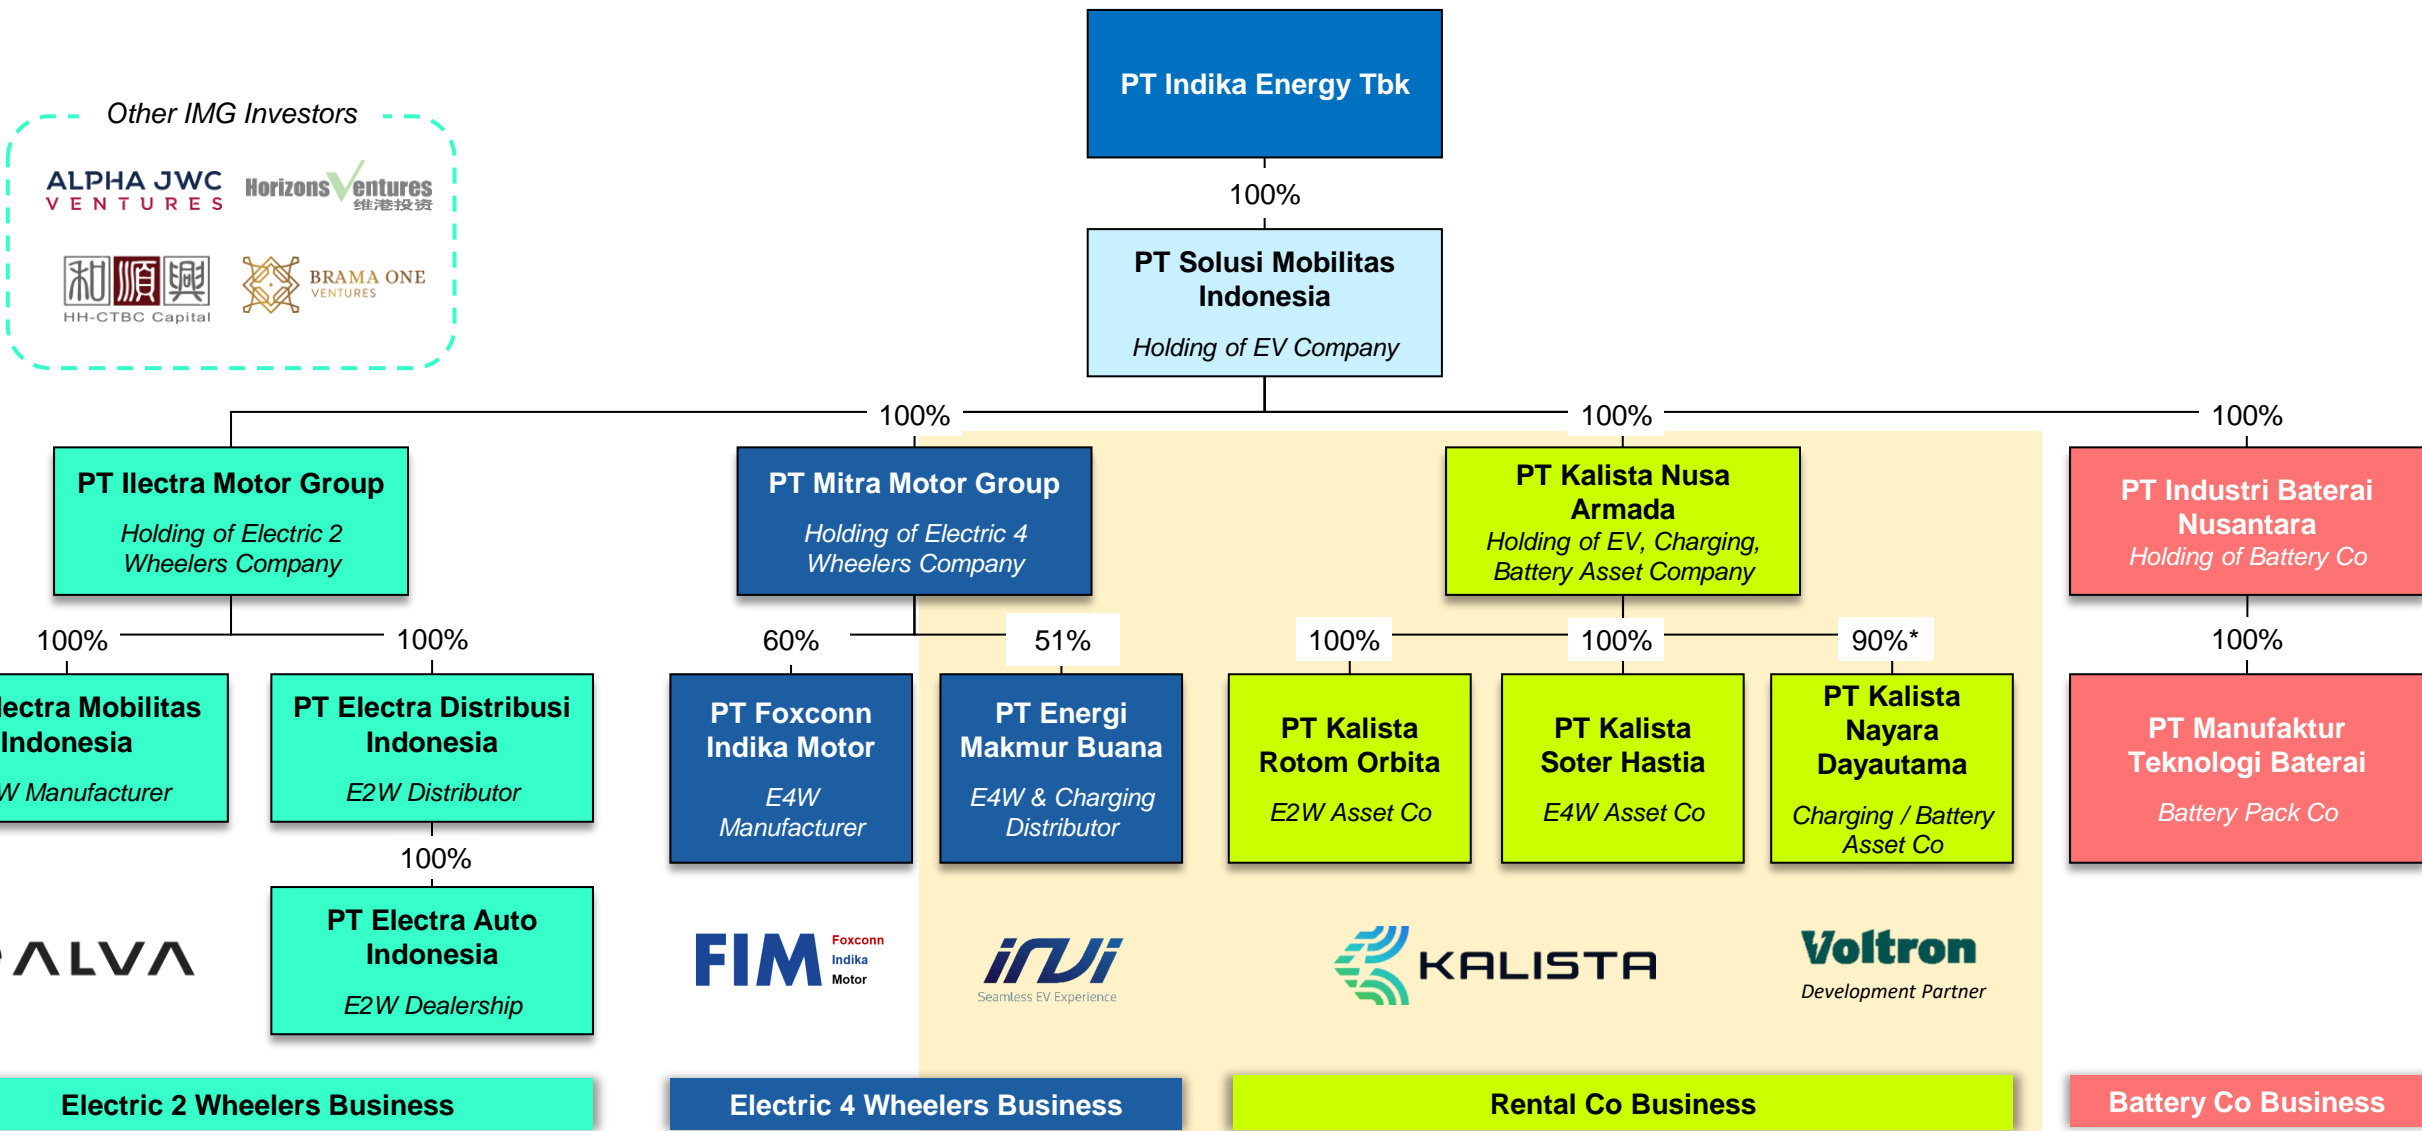 PT Indika Energy Tbk
Other IMG Investors
ALPHA JWC
VENTURES
Horizons Ventures
维港投资
和順興
HH-CTBC Capital
BRAMA ONE
VENTURES
100%
PT Solusi Mobilitas
Indonesia
Holding of EV Company
100%
100%
100%
PT Ilectra Motor Group
Holding of Electric 2
Wheelers Company
PT Mitra Motor Group
Holding of Electric 4
Wheelers Company
PT Kalista Nusa
Armada
Holding of EV, Charging,
Battery Asset Company
PT Industri Baterai
Nusantara
Holding of Battery Co
100%
100%
60%
51%
100%
100%
90%*
100%
Mobilitas
Indonesia
Manufacturer
PT Electra Distribusi
Indonesia
E2W Distributor
PT Foxconn
Indika Motor
E4W
Manufacturer
PT Energi
Makmur Buana
E4W & Charging
Distributor
PT Kalista
Rotom Orbita
E2W Asset Co
PT Kalista
Soter Hastia
E4W Asset Co
PT Kalista
Nayara
Dayautama
Charging / Battery
Asset Co
PT Manufaktur
Teknologi Baterai
Battery Pack Co
100%
PT Electra Auto
Indonesia
E2W Dealership
ALVA
FIM
Foxconn
Indika
Motor
invi
Seamless EV Experience
KALISTA
Voltron
Development Partner
Electric 2 Wheelers Business
Electric 4 Wheelers Business
Rental Co Business
Battery Co Business